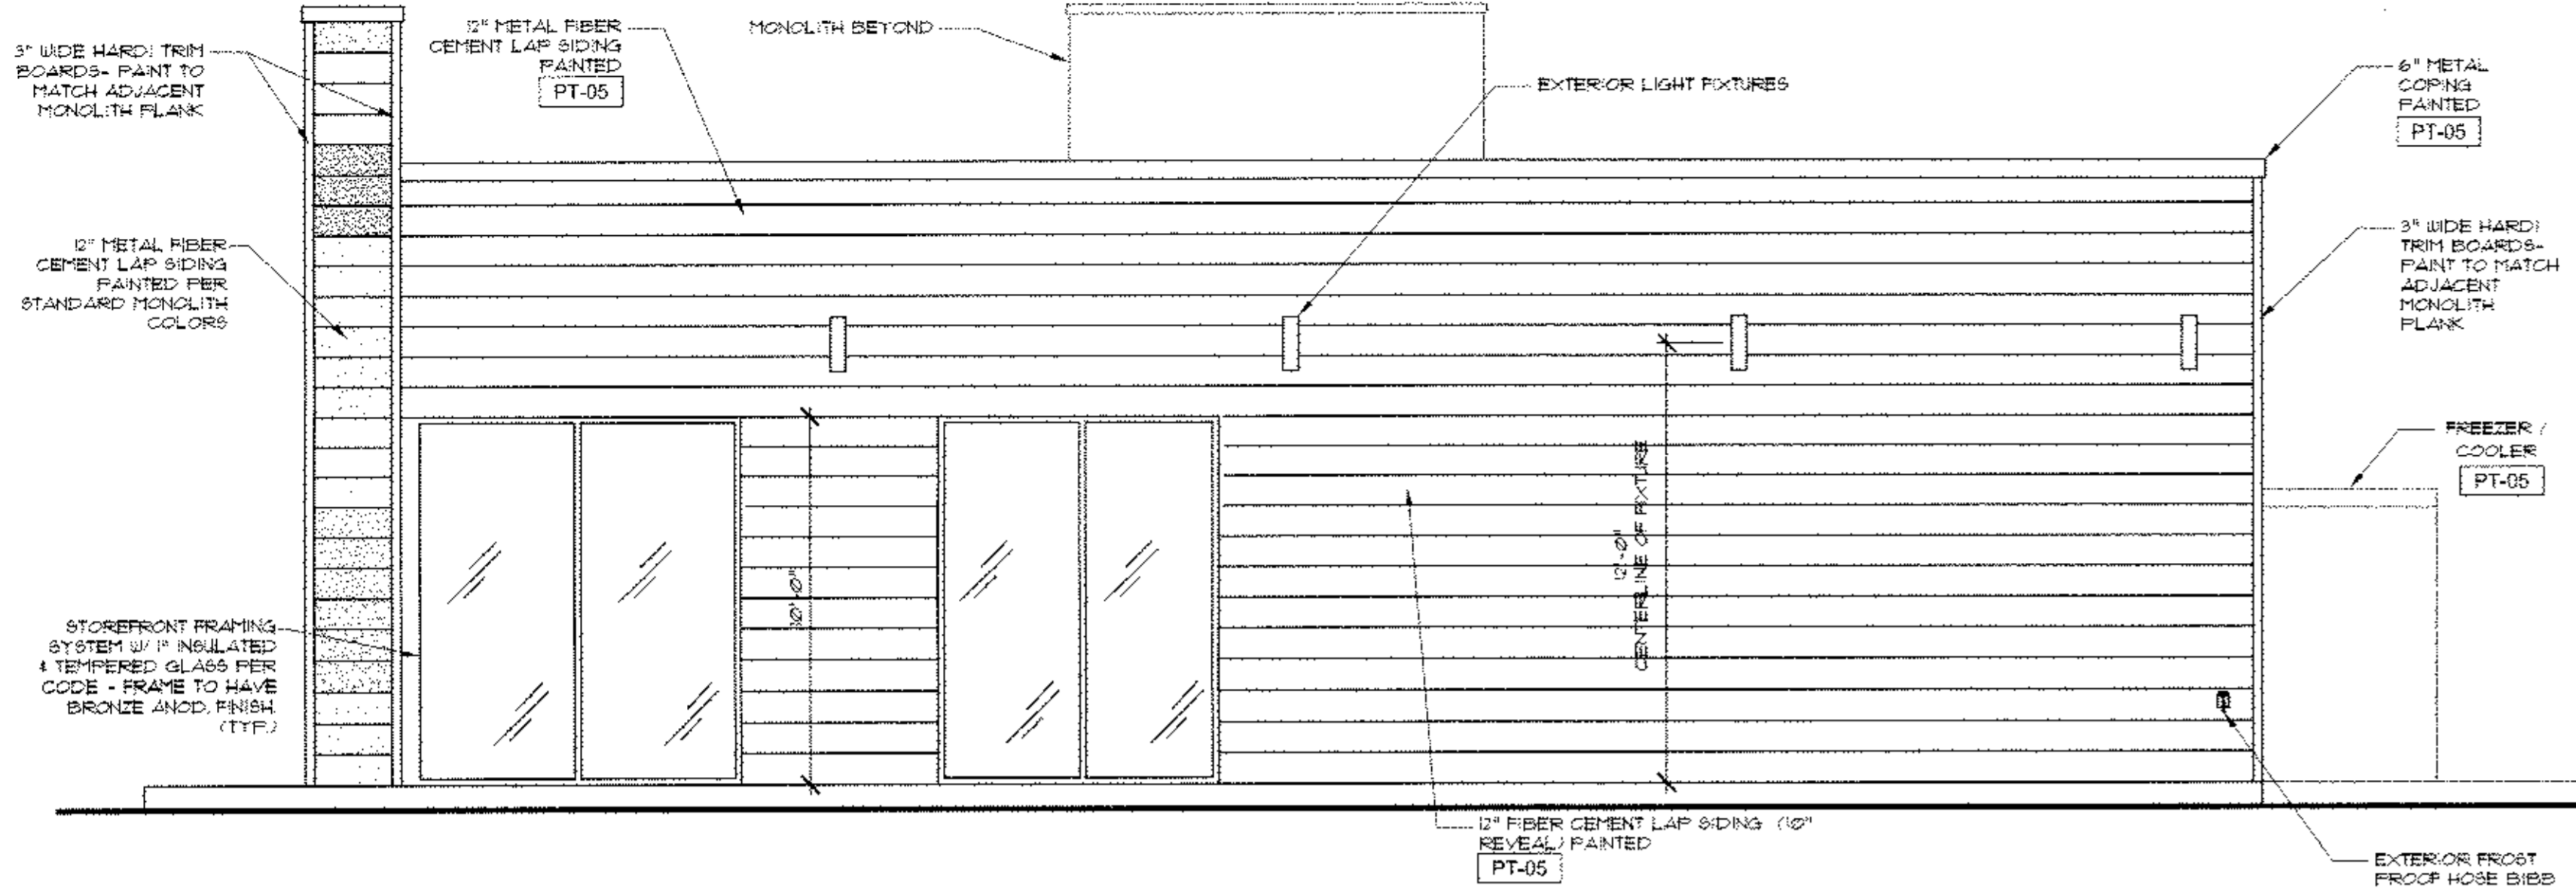 3" WIDE HARDI TRIM
BOARDS- PAINT TO
MATCH ADJACENT
MONOLITH PLANK
12" METAL FIBER
CEMENT LAP SIDING
PAINTED
PT-05
MONOLITH BEYOND
EXTERIOR LIGHT FIXTURES
6" METAL
COPING
PAINTED
PT-05
12" METAL FIBER
CEMENT LAP SIDING
PAINTED PER
STANDARD MONOLITH
COLORS
3" WIDE HARDI
TRIM BOARDS-
PAINT TO MATCH
ADJACENT
MONOLITH
PLANK
FREEZER /
COOLER
PT-05
10'-0"
12'-0"
CENTERLINE OF FIXTURE
STOREFRONT FRAMING
SYSTEM W/ 1" INSULATED
& TEMPERED GLASS PER
CODE - FRAME TO HAVE
BRONZE ANOD. FINISH.
(TYP.)
12" FIBER CEMENT LAP SIDING (10"
REVEAL) PAINTED
PT-05
EXTERIOR FROST
PROOF HOSE BIBB